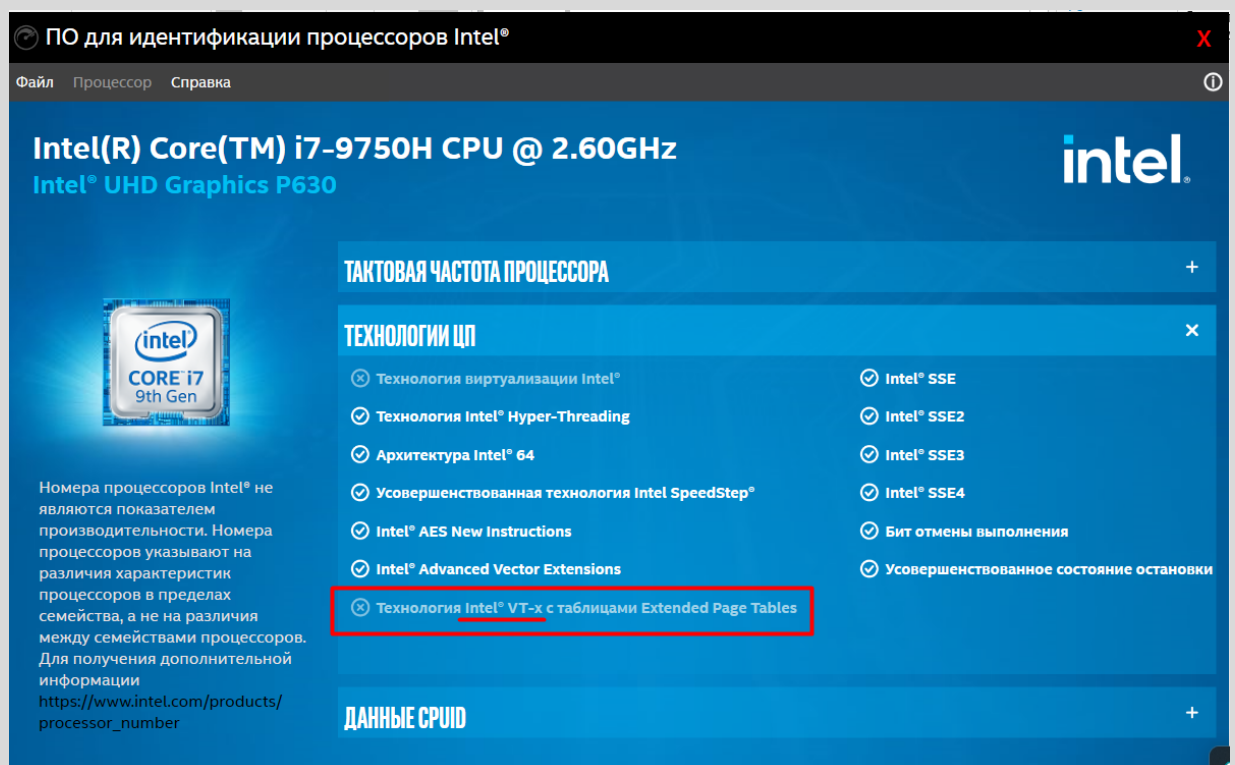 ПО для идентификации процессоров Intel®
X
Файл Процессор Справка
Intel(R) Core(TM) i7-9750H CPU @ 2.60GHz
Intel® UHD Graphics P630
intel.
ТАКТОВАЯ ЧАСТОТА ПРОЦЕССОРА +
ТЕХНОЛОГИИ ЦП ×
Технология виртуализации Intel®
Технология Intel® Hyper-Threading
Архитектура Intel® 64
Усовершенствованная технология Intel SpeedStep®
Intel® AES New Instructions
Intel® Advanced Vector Extensions
Технология Intel® VT-x с таблицами Extended Page Tables
Intel® SSE
Intel® SSE2
Intel® SSE3
Intel® SSE4
Бит отмены выполнения
Усовершенствованное состояние остановки
(intel)
CORE i7
9th Gen
Номера процессоров Intel® не
являются показателем
производительности. Номера
процессоров указывают на
различия характеристик
процессоров в пределах
семейства, а не на различия
между семействами процессоров.
Для получения дополнительной
информации
https://www.intel.com/products/
processor_number
ДАННЫЕ CPUID +